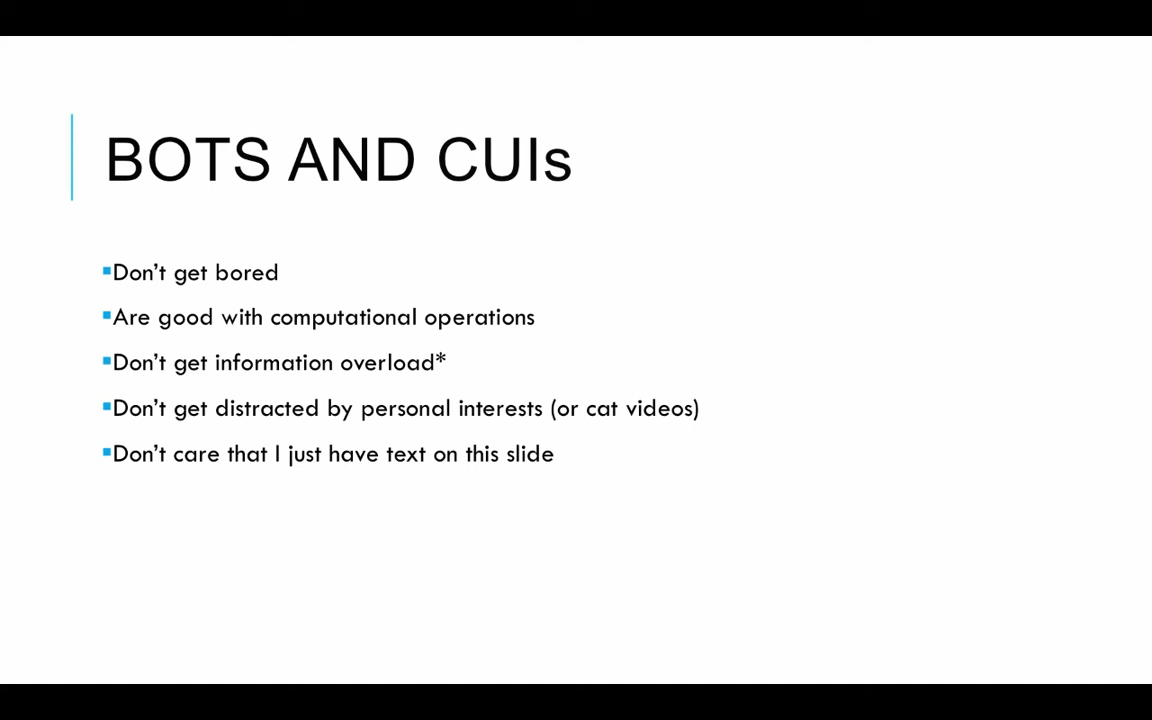 BOTS AND CUIs
▪Don’t get bored
▪Are good with computational operations
▪Don’t get information overload*
▪Don’t get distracted by personal interests (or cat videos)
▪Don’t care that I just have text on this slide